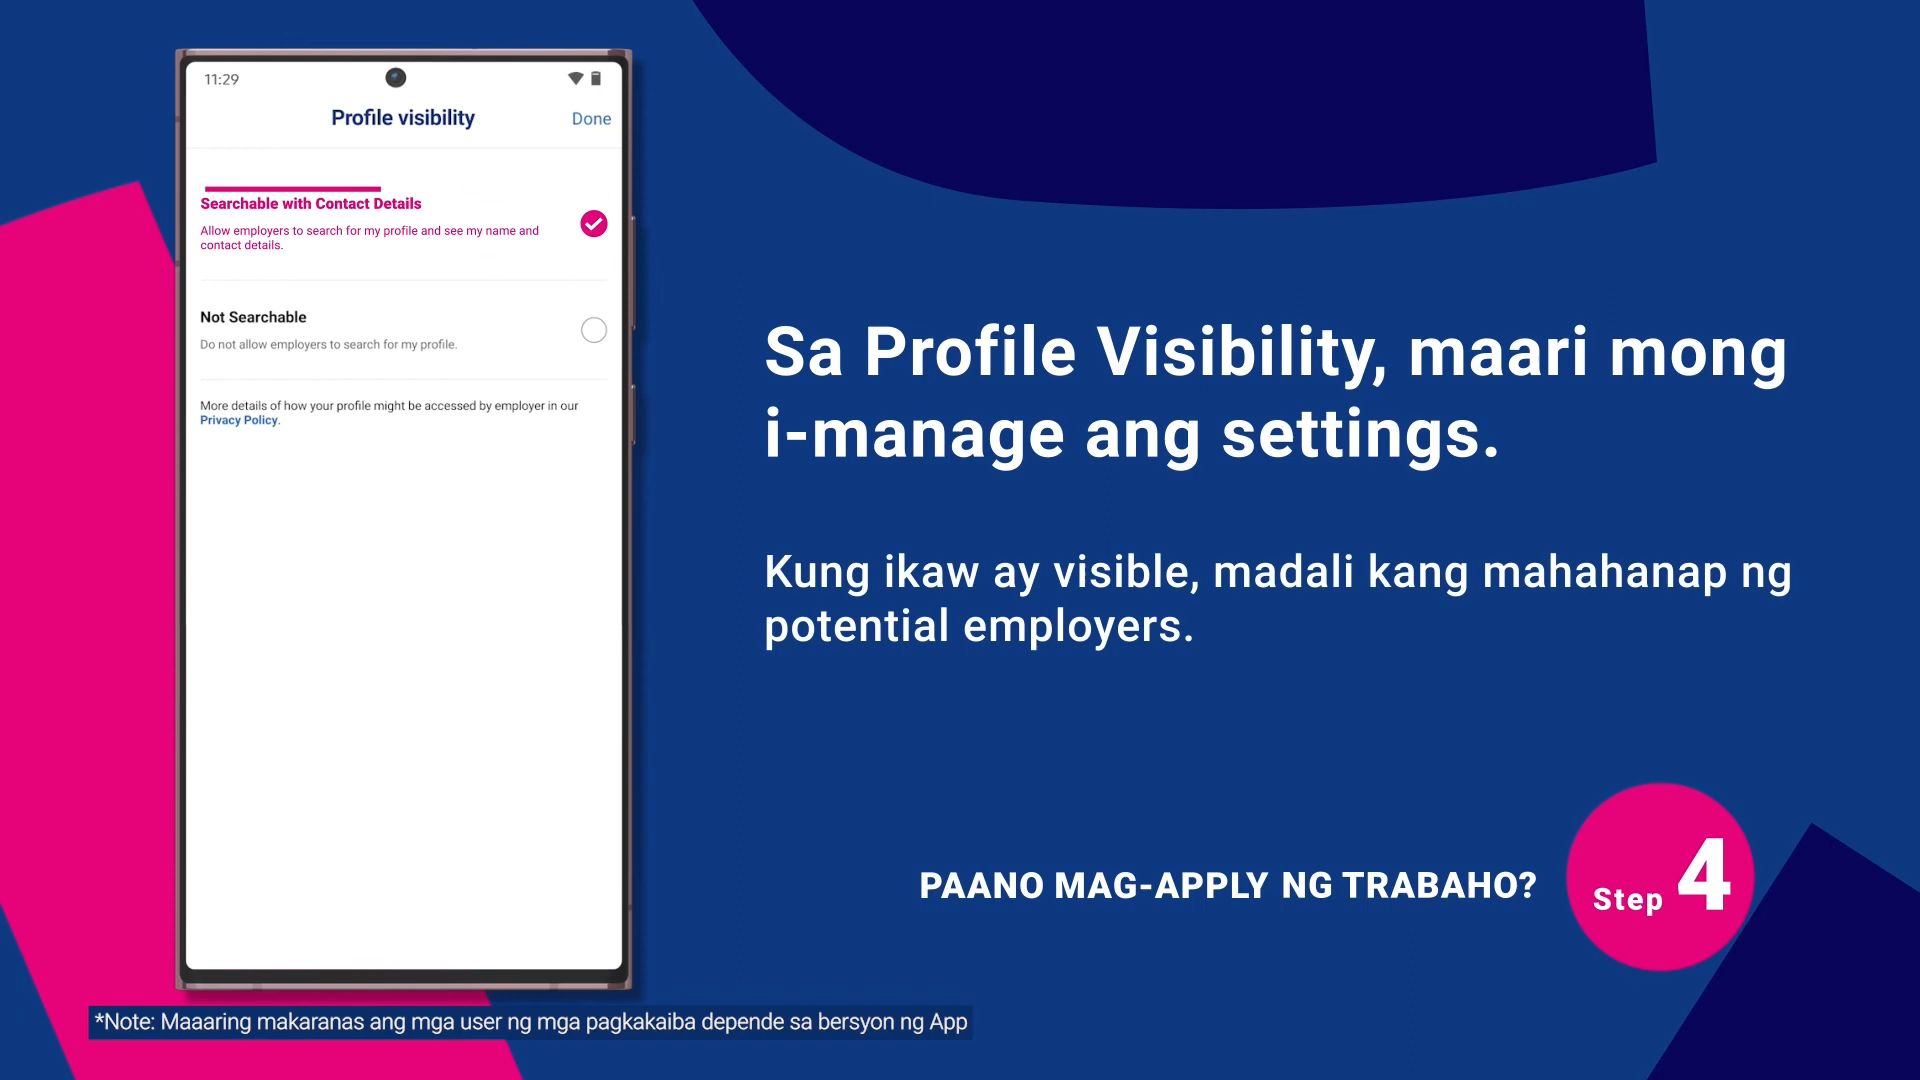 11:29
Profile visibility
Done
Searchable with Contact Details
Allow employers to search for my profile and see my name and
contact details.
Not Searchable
Do not allow employers to search for my profile.
More details of how your profile might be accessed by employer in our
Privacy Policy.
Sa Profile Visibility, maari mong
i-manage ang settings.
Kung ikaw ay visible, madali kang mahahanap ng
potential employers.
PAANO MAG-APPLY NG TRABAHO?
Step 4
*Note: Maaaring makaranas ang mga user ng mga pagkakaiba depende sa bersyon ng App